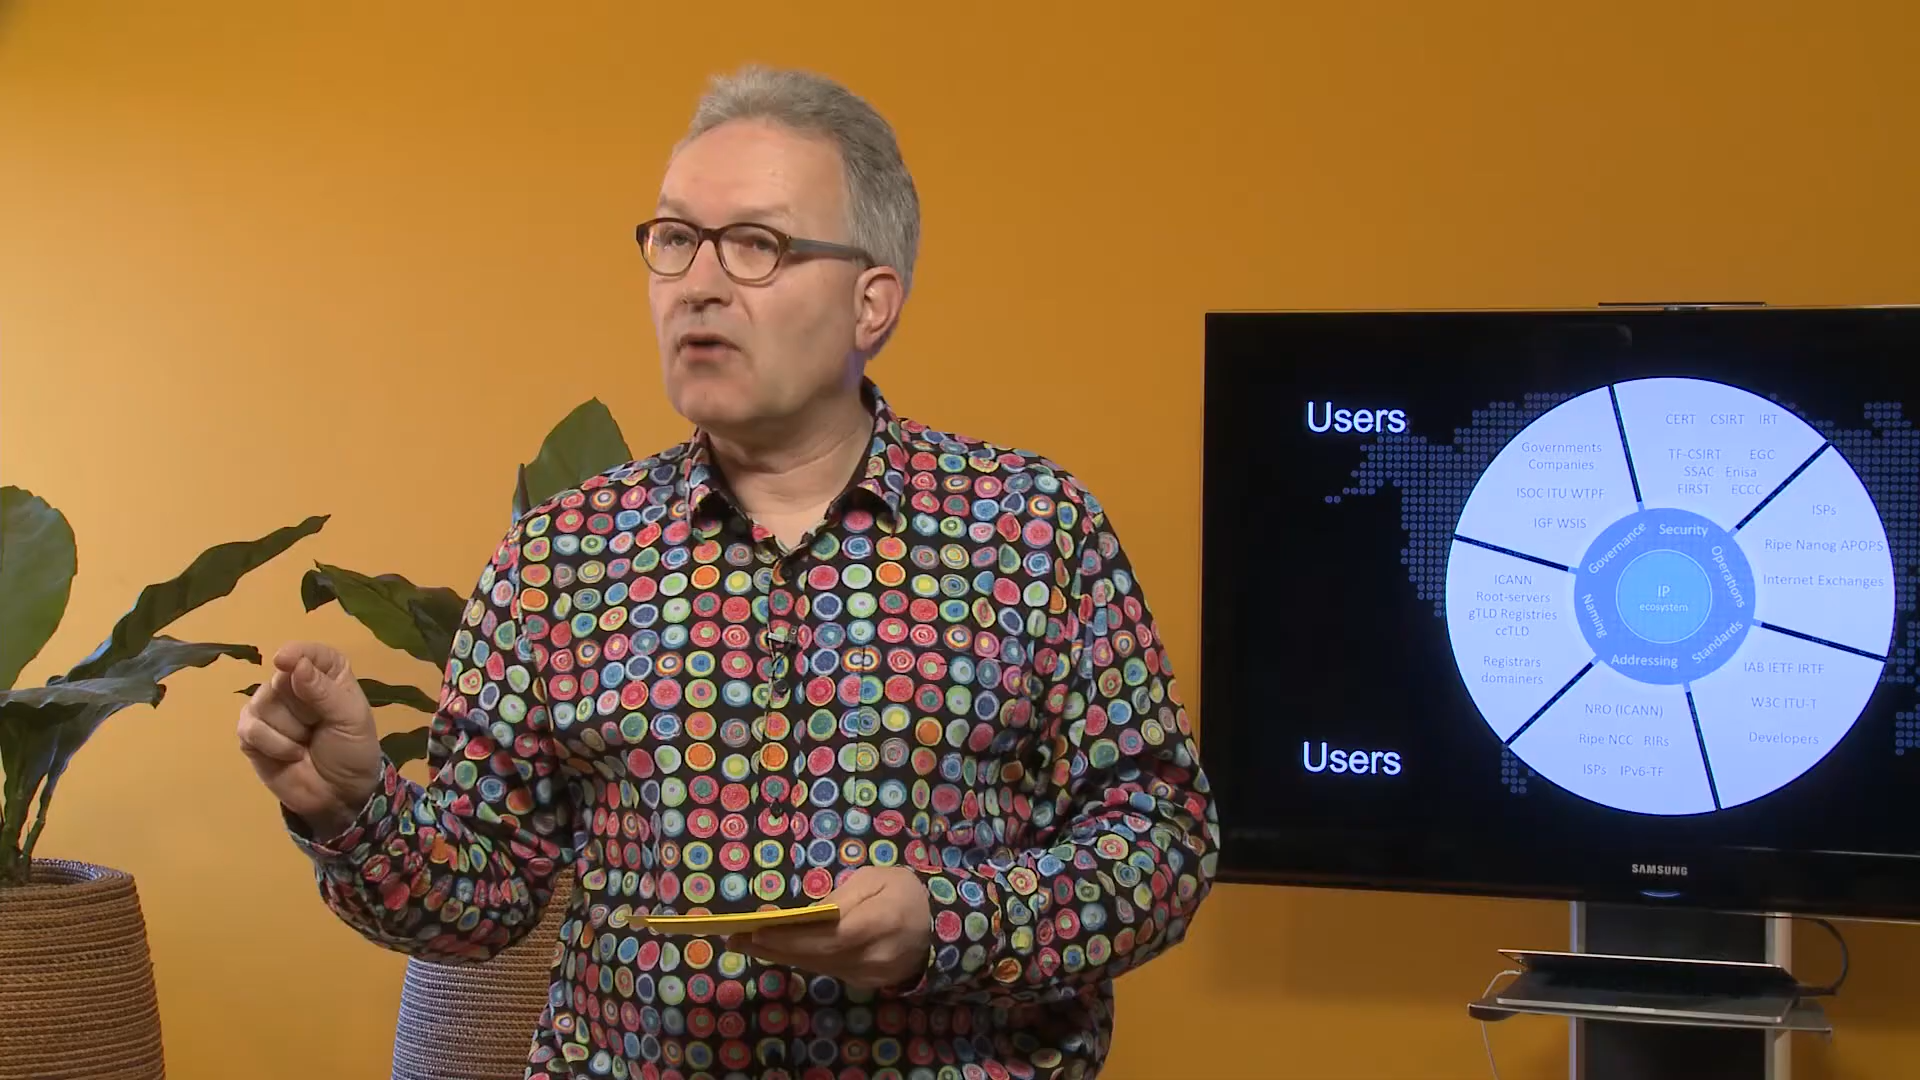 Users
CERT CSIRT IRT
TF-CSIRT EGC
SSAC Enisa
FIRST ECCC
Governments
Companies
ISOC ITU WTPF
IGF WSIS
ISPs
Ripe Nanog APOPS
Internet Exchanges
Governance
Security
Operations
IP
ecosystem
Naming
Addressing
Standards
ICANN
Root-servers
gTLD Registries
ccTLD
Registrars
domainers
IAB IETF IRTF
W3C ITU-T
Developers
NRO (ICANN)
Ripe NCC RIRs
ISPs IPv6-TF
Users
SAMSUNG